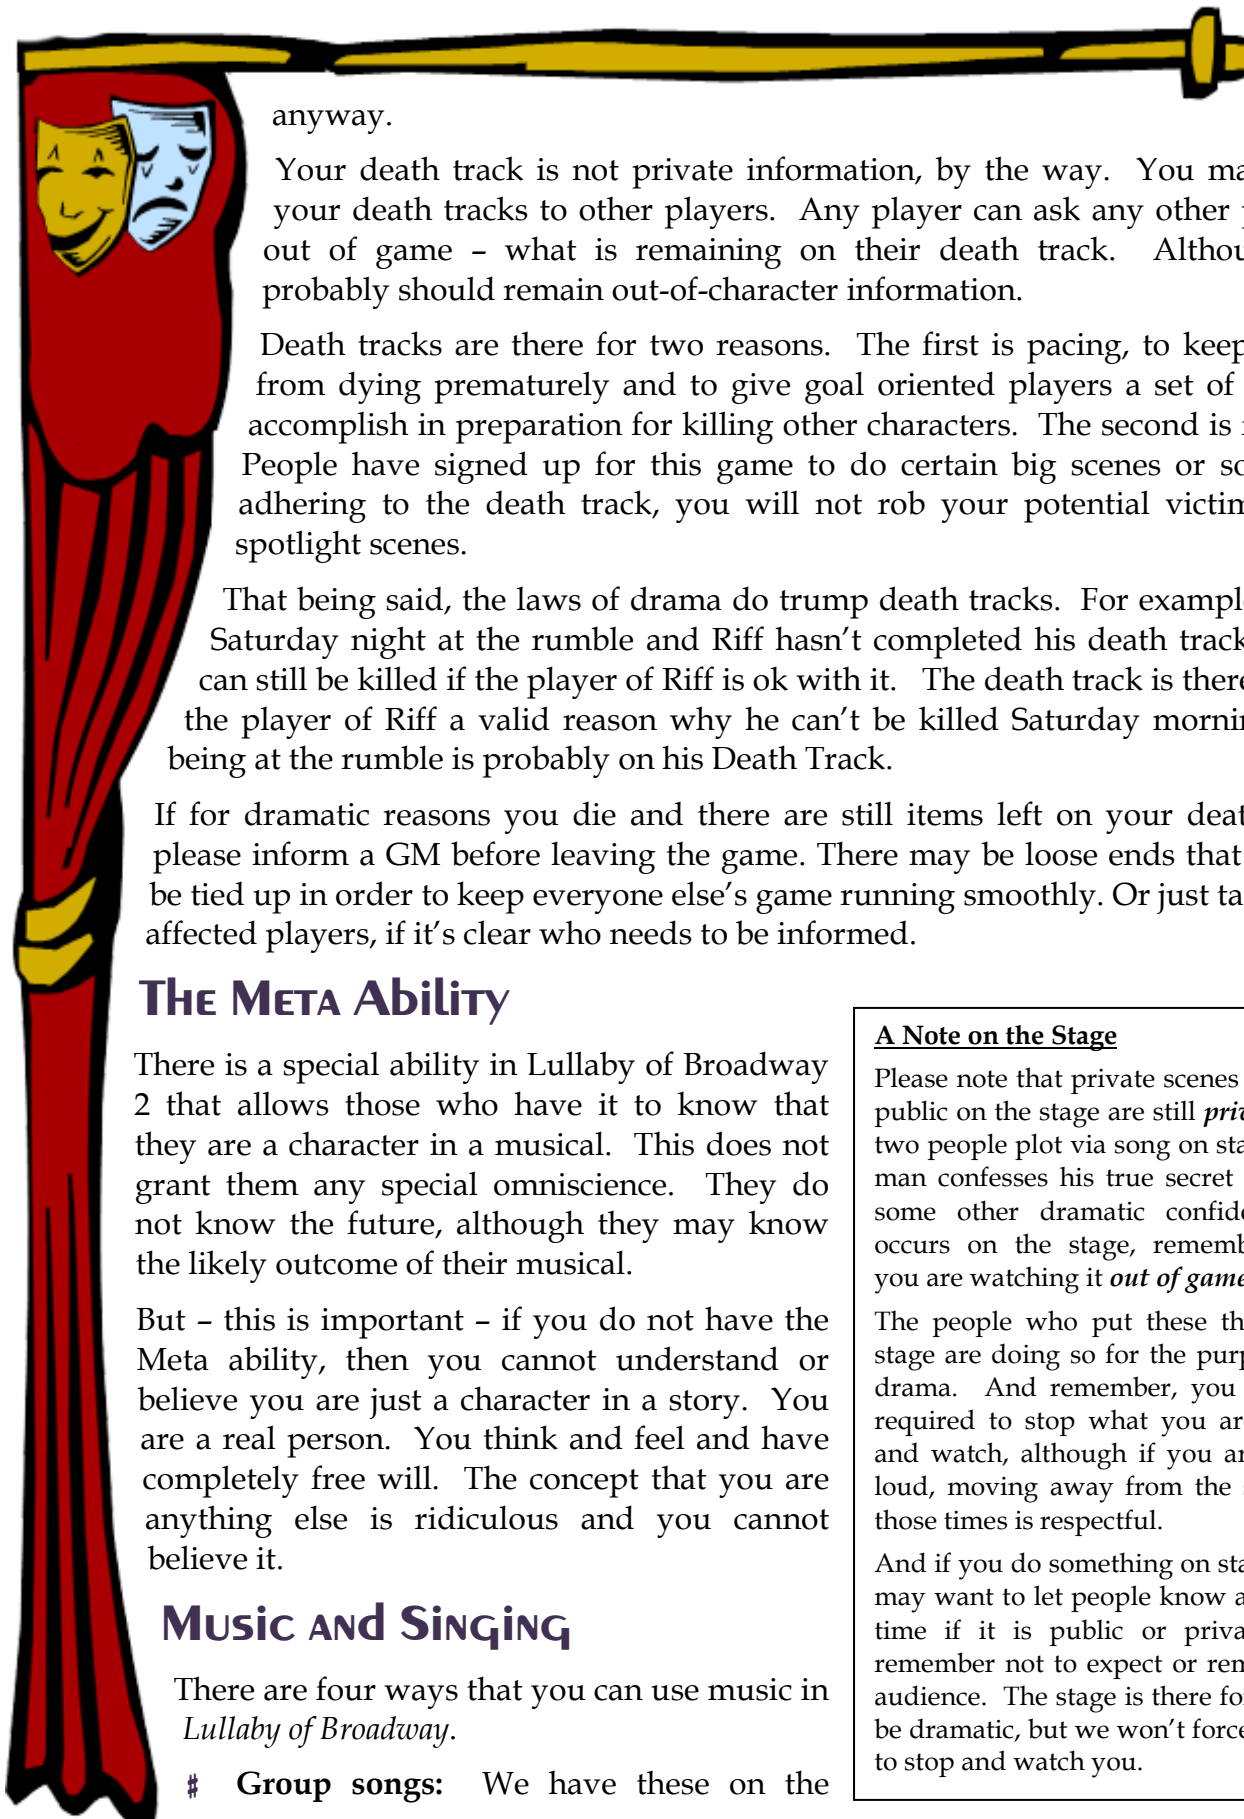 anyway.
Your death track is not private information, by the way. You ma
your death tracks to other players. Any player can ask any other
out of game – what is remaining on their death track. Althou
probably should remain out-of-character information.
Death tracks are there for two reasons. The first is pacing, to keep
from dying prematurely and to give goal oriented players a set of
accomplish in preparation for killing other characters. The second is
People have signed up for this game to do certain big scenes or so
adhering to the death track, you will not rob your potential victim
spotlight scenes.
That being said, the laws of drama do trump death tracks. For example
Saturday night at the rumble and Riff hasn't completed his death track
can still be killed if the player of Riff is ok with it. The death track is there
the player of Riff a valid reason why he can't be killed Saturday mornin
being at the rumble is probably on his Death Track.
If for dramatic reasons you die and there are still items left on your deat
please inform a GM before leaving the game. There may be loose ends that
be tied up in order to keep everyone else's game running smoothly. Or just ta
affected players, if it's clear who needs to be informed.
The Meta Ability
There is a special ability in Lullaby of Broadway
2 that allows those who have it to know that
they are a character in a musical. This does not
grant them any special omniscience. They do
not know the future, although they may know
the likely outcome of their musical.
But – this is important – if you do not have the
Meta ability, then you cannot understand or
believe you are just a character in a story. You
are a real person. You think and feel and have
completely free will. The concept that you are
anything else is ridiculous and you cannot
believe it.
Music and Singing
There are four ways that you can use music in
Lullaby of Broadway.
♯ Group songs: We have these on the
A Note on the Stage
Please note that private scenes
public on the stage are still priv
two people plot via song on sta
man confesses his true secret
some other dramatic confide
occurs on the stage, rememb
you are watching it out of game
The people who put these th
stage are doing so for the purp
drama. And remember, you
required to stop what you ar
and watch, although if you ar
loud, moving away from the
those times is respectful.
And if you do something on sta
may want to let people know a
time if it is public or priva
remember not to expect or rem
audience. The stage is there for
be dramatic, but we won't force
to stop and watch you.